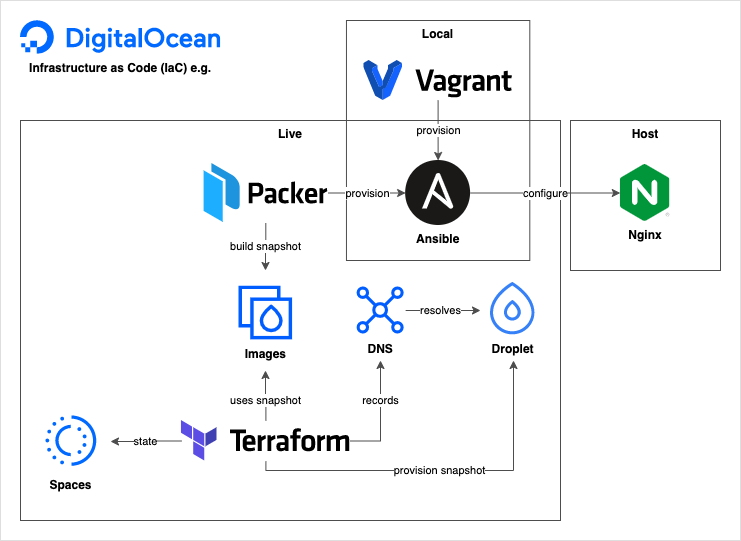 DigitalOcean
Infrastructure as Code (IaC) e.g.
Local
Vagrant
provision
Live
Host
Packer
provision
Ansible
configure
Nginx
build snapshot
Images
DNS
resolves
Droplet
uses snapshot
records
Spaces
state
Terraform
provision snapshot